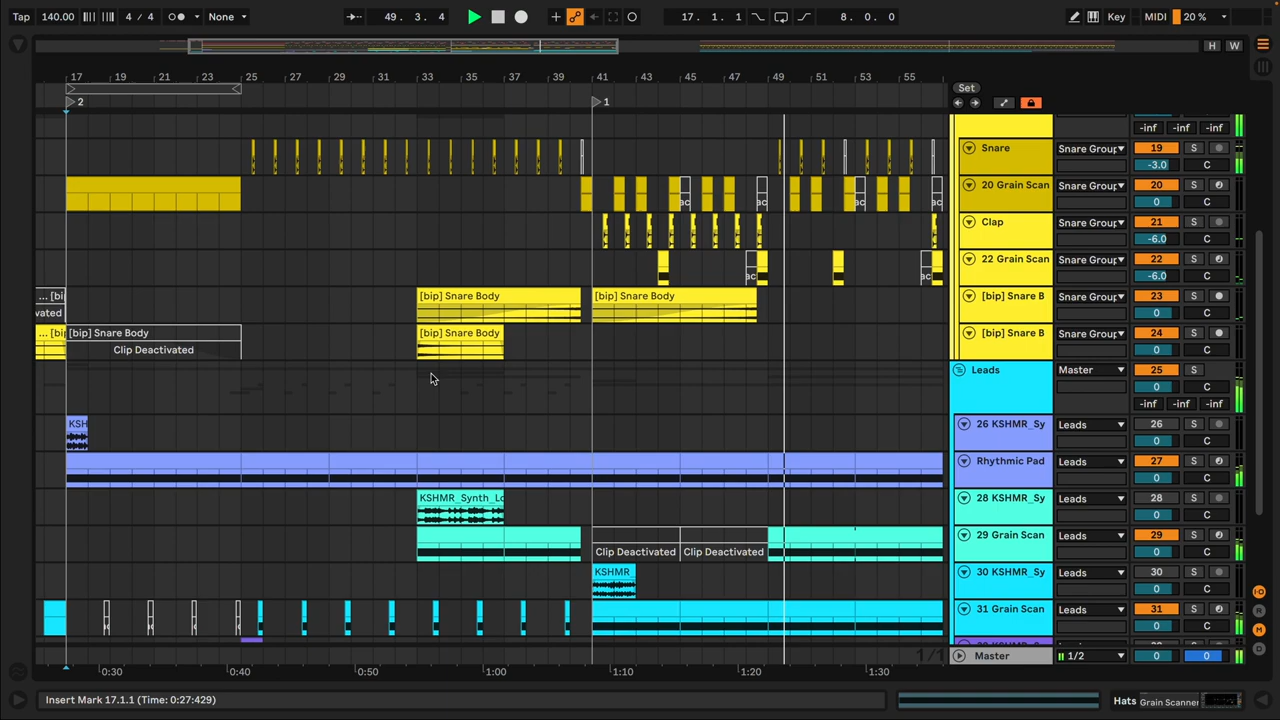 Tap 140.00 4 / 4 None 49. 3. 4 17. 1. 1 8. 0. 0 Key MIDI 20 %
H W
17 19 21 23 25 27 29 31 33 35 37 39 41 43 45 47 49 51 53 55
Set
2 1
-inf -inf -inf
Snare Snare Group 19 S
-3.0 C
20 Grain Scan Snare Group 20 S
0 C
Clap Snare Group 21 S
-6.0 C
22 Grain Scan Snare Group 22 S
-6.0 C
... [bi [bip] Snare Body [bip] Snare Body [bip] Snare B Snare Group 23 S
vated 0 C
... [bip [bip] Snare Body [bip] Snare Body [bip] Snare B Snare Group 24 S
Clip Deactivated 0 C
Leads Master 25 S
0
-inf -inf -inf
KSH 26 KSHMR_Sy Leads 26 S
0 C
Rhythmic Pad Leads 27 S
0 C
KSHMR_Synth_Lo 28 KSHMR_Sy Leads 28 S
0 C
29 Grain Scan Leads 29 S
Clip Deactivated Clip Deactivated 0 C
KSHMR 30 KSHMR_Sy Leads 30 S
0 C
31 Grain Scan Leads 31 S
0 C
1/1 Master 1/2 0 0
0:30 0:40 0:50 1:00 1:10 1:20 1:30
Insert Mark 17.1.1 (Time: 0:27:429) Hats Grain Scanner